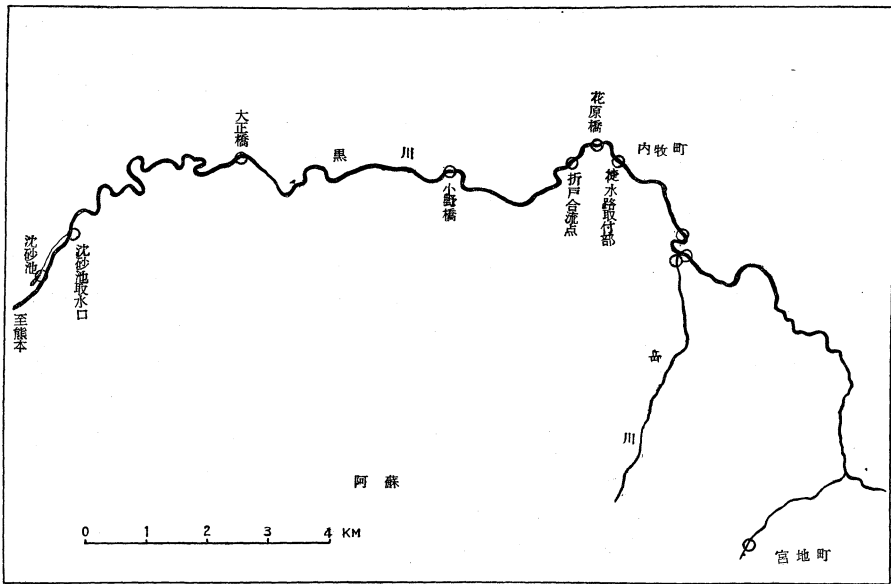 花原橋
大正橋
黒川
内牧町
小野橋
折戸合流点
捷水路取付部
沈砂池
沈砂池取水口
至熊本
岳川
阿蘇
0 1 2 3 4 KM
宮地町